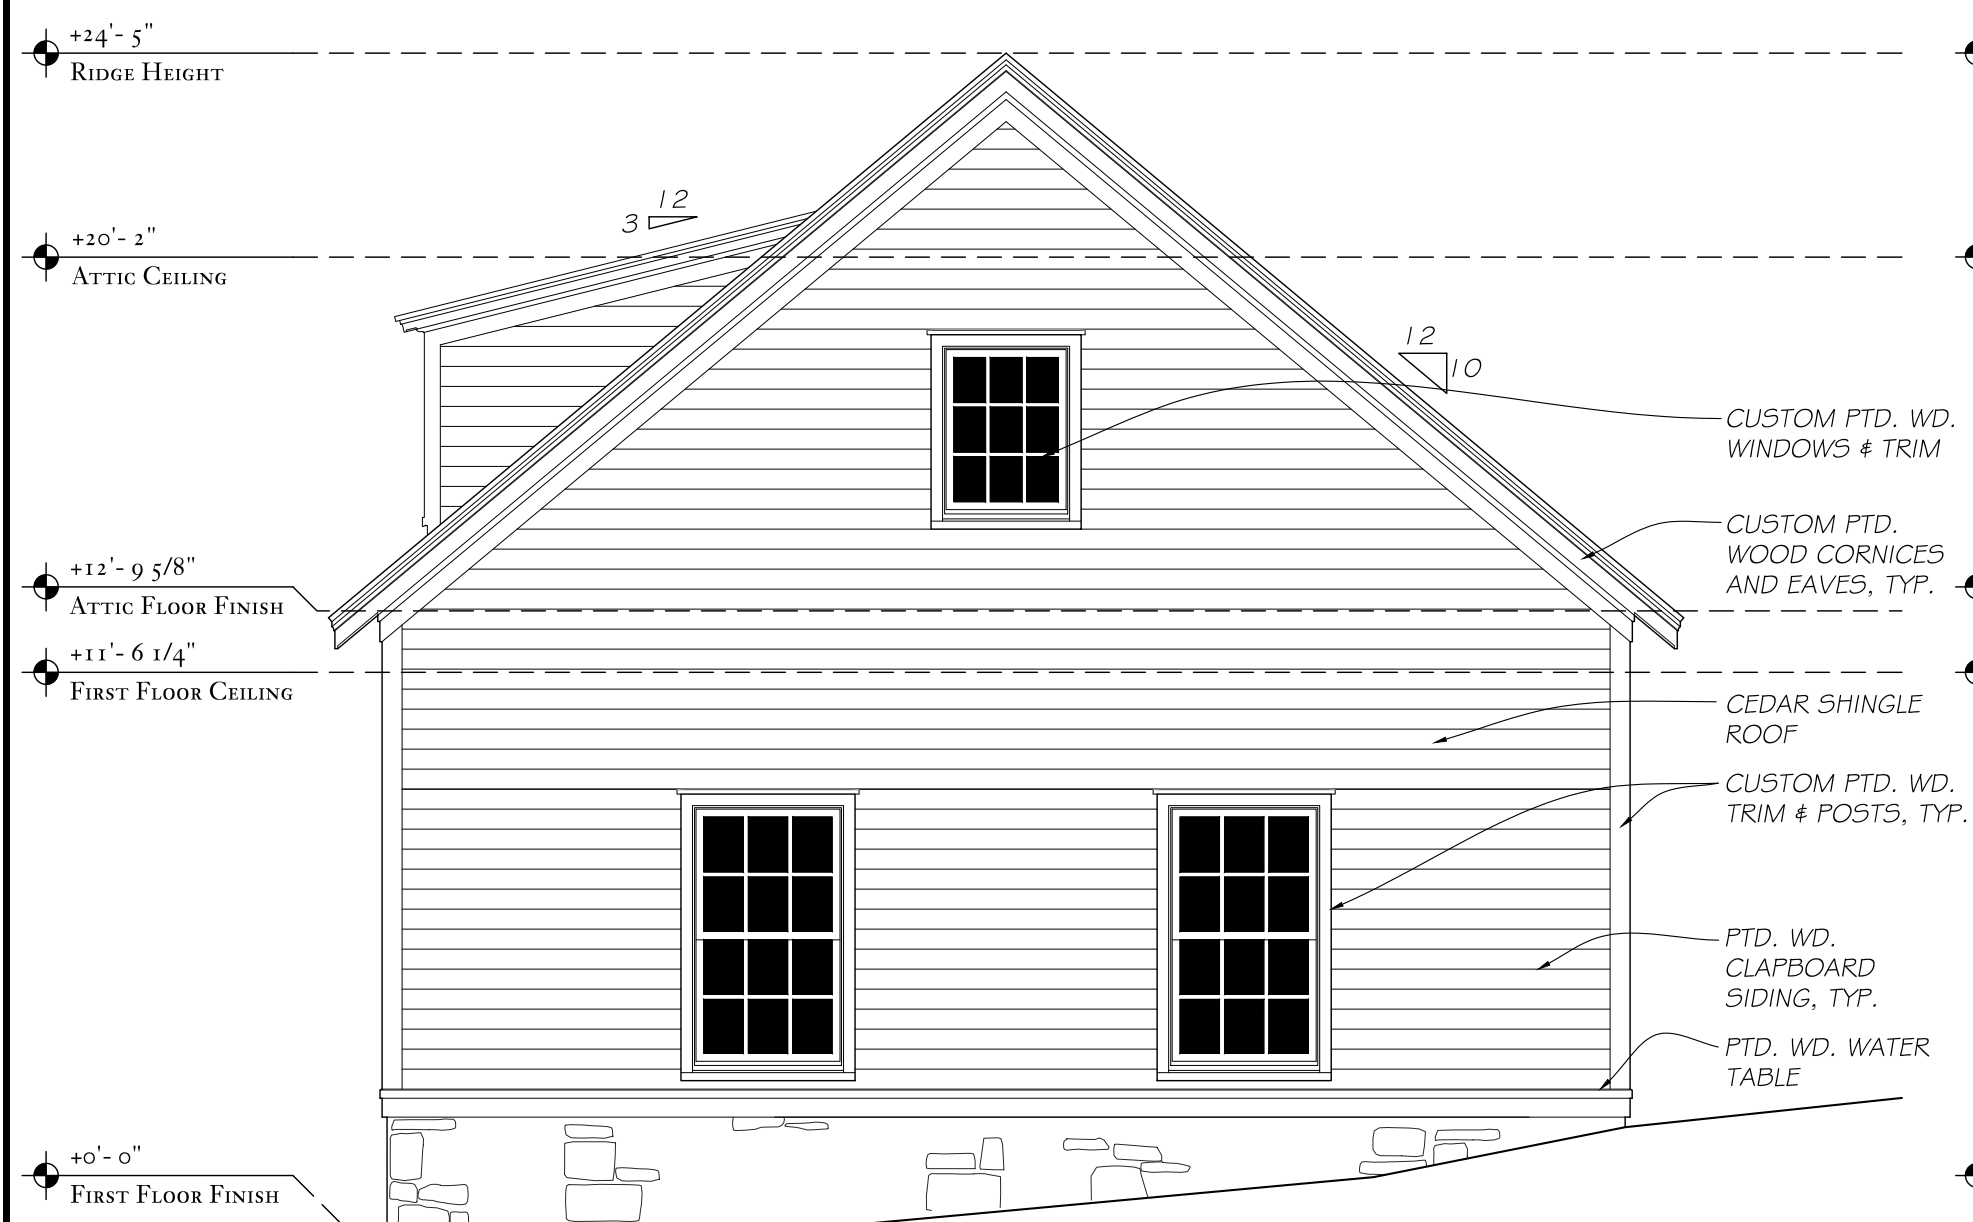 +24'- 5"
Ridge Height
+20'- 2"
Attic Ceiling
12
3
12
10
CUSTOM PTD. WD.
WINDOWS & TRIM
CUSTOM PTD.
WOOD CORNICES
AND EAVES, TYP.
+12'- 9 5/8"
Attic Floor Finish
+11'- 6 1/4"
First Floor Ceiling
CEDAR SHINGLE
ROOF
CUSTOM PTD. WD.
TRIM & POSTS, TYP.
PTD. WD.
CLAPBOARD
SIDING, TYP.
PTD. WD. WATER
TABLE
+0'- 0"
First Floor Finish